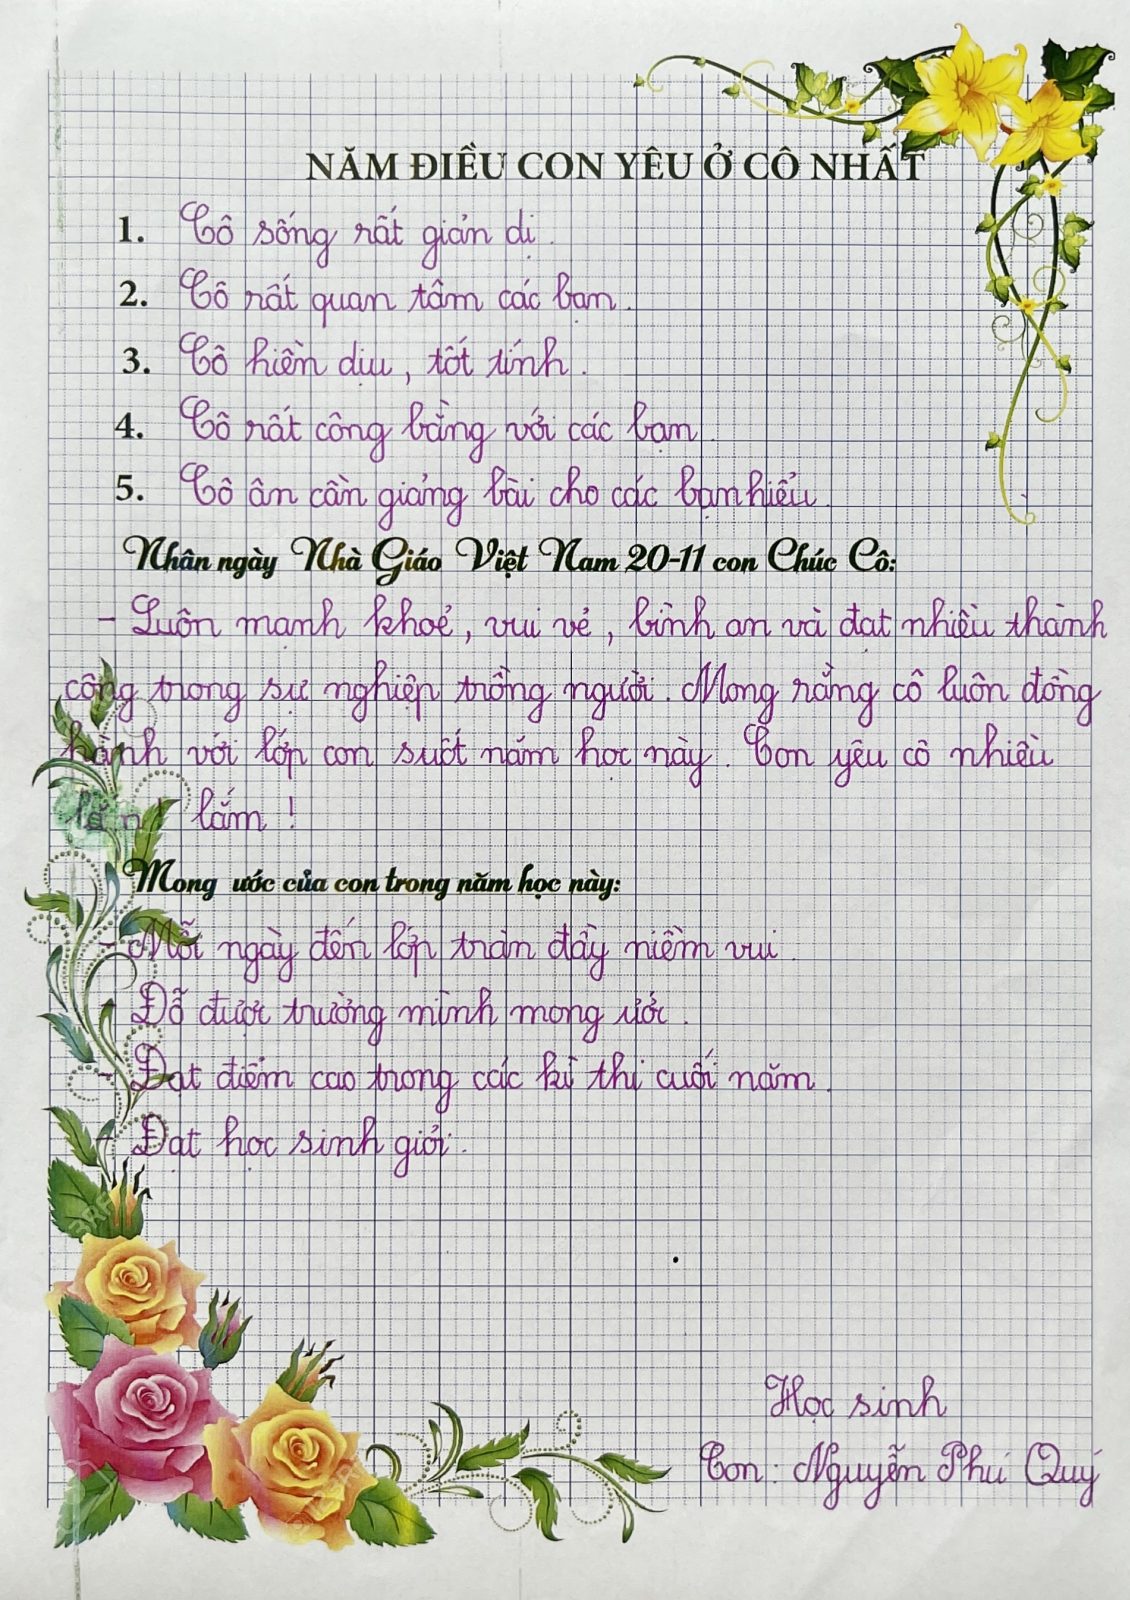 NĂM ĐIỀU CON YÊU Ở CÔ NHẤT
1. Cô sống rất giản dị.
2. Cô rất quan tâm các bạn.
3. Cô hiền dịu, tốt tính.
4. Cô rất công bằng với các bạn.
5. Cô ân cần giảng bài cho các bạn hiểu.
Nhân ngày Nhà Giáo Việt Nam 20-11 con Chúc Cô:
- Luôn mạnh khoẻ, vui vẻ, bình an và đạt nhiều thành
công trong sự nghiệp trồng người. Mong rằng cô luôn đồng
hành với lớp con suốt năm học này. Con yêu cô nhiều
lắm !
Mong ước của con trong năm học này:
- Mỗi ngày đến lớp tràn đầy niềm vui.
- Đỗ được trường mình mong ước.
- Đạt điểm cao trong các kì thi cuối năm.
- Đạt học sinh giỏi.
Học sinh
Con: Nguyễn Phú Quý